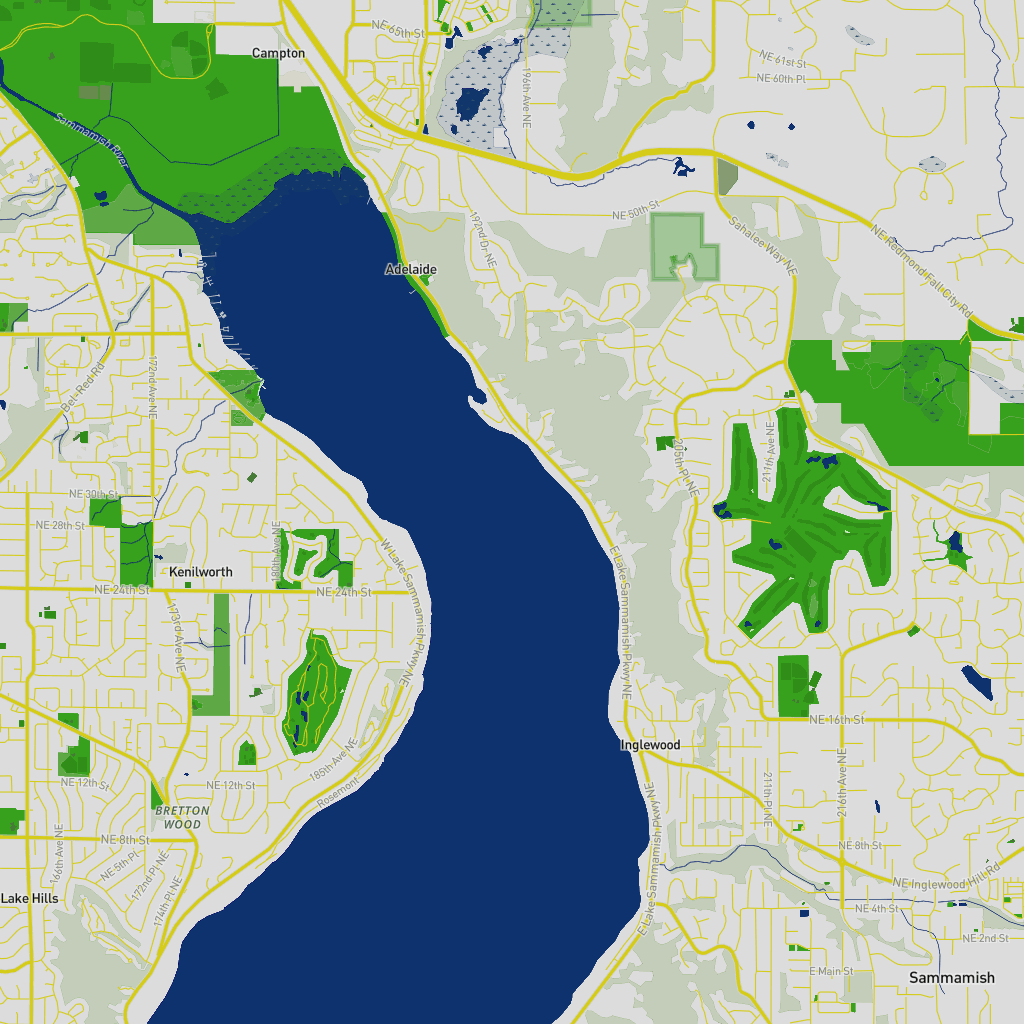 NE 65th St
Campton
NE 61st St
NE 60th Pl
196th Ave NE
Sammamish River
NE 50th St
192nd Dr NE
Sahalee Way NE
NE Redmond Fall City Rd
Adelaide
172nd Ave NE
Bel-Red Rd
205th Pl NE
211th Ave NE
NE 30th St
NE 28th St
180th Ave NE
W Lake Sammamish Pkwy NE
E Lake Sammamish Pkwy NE
Kenilworth
NE 24th St
NE 24th St
173rd Ave NE
NE 16th St
Inglewood
185th Ave NE
Rosemont
NE 12th St
NE 12th St
211th Pl NE
216th Ave NE
BRETTON
WOOD
NE 8th St
NE 8th St
166th Ave NE
NE 5th Pl
172nd Pl NE
174th Pl NE
E Lake Sammamish Pkwy NE
NE Inglewood Hill Rd
Lake Hills
NE 4th St
NE 2nd St
E Main St
Sammamish